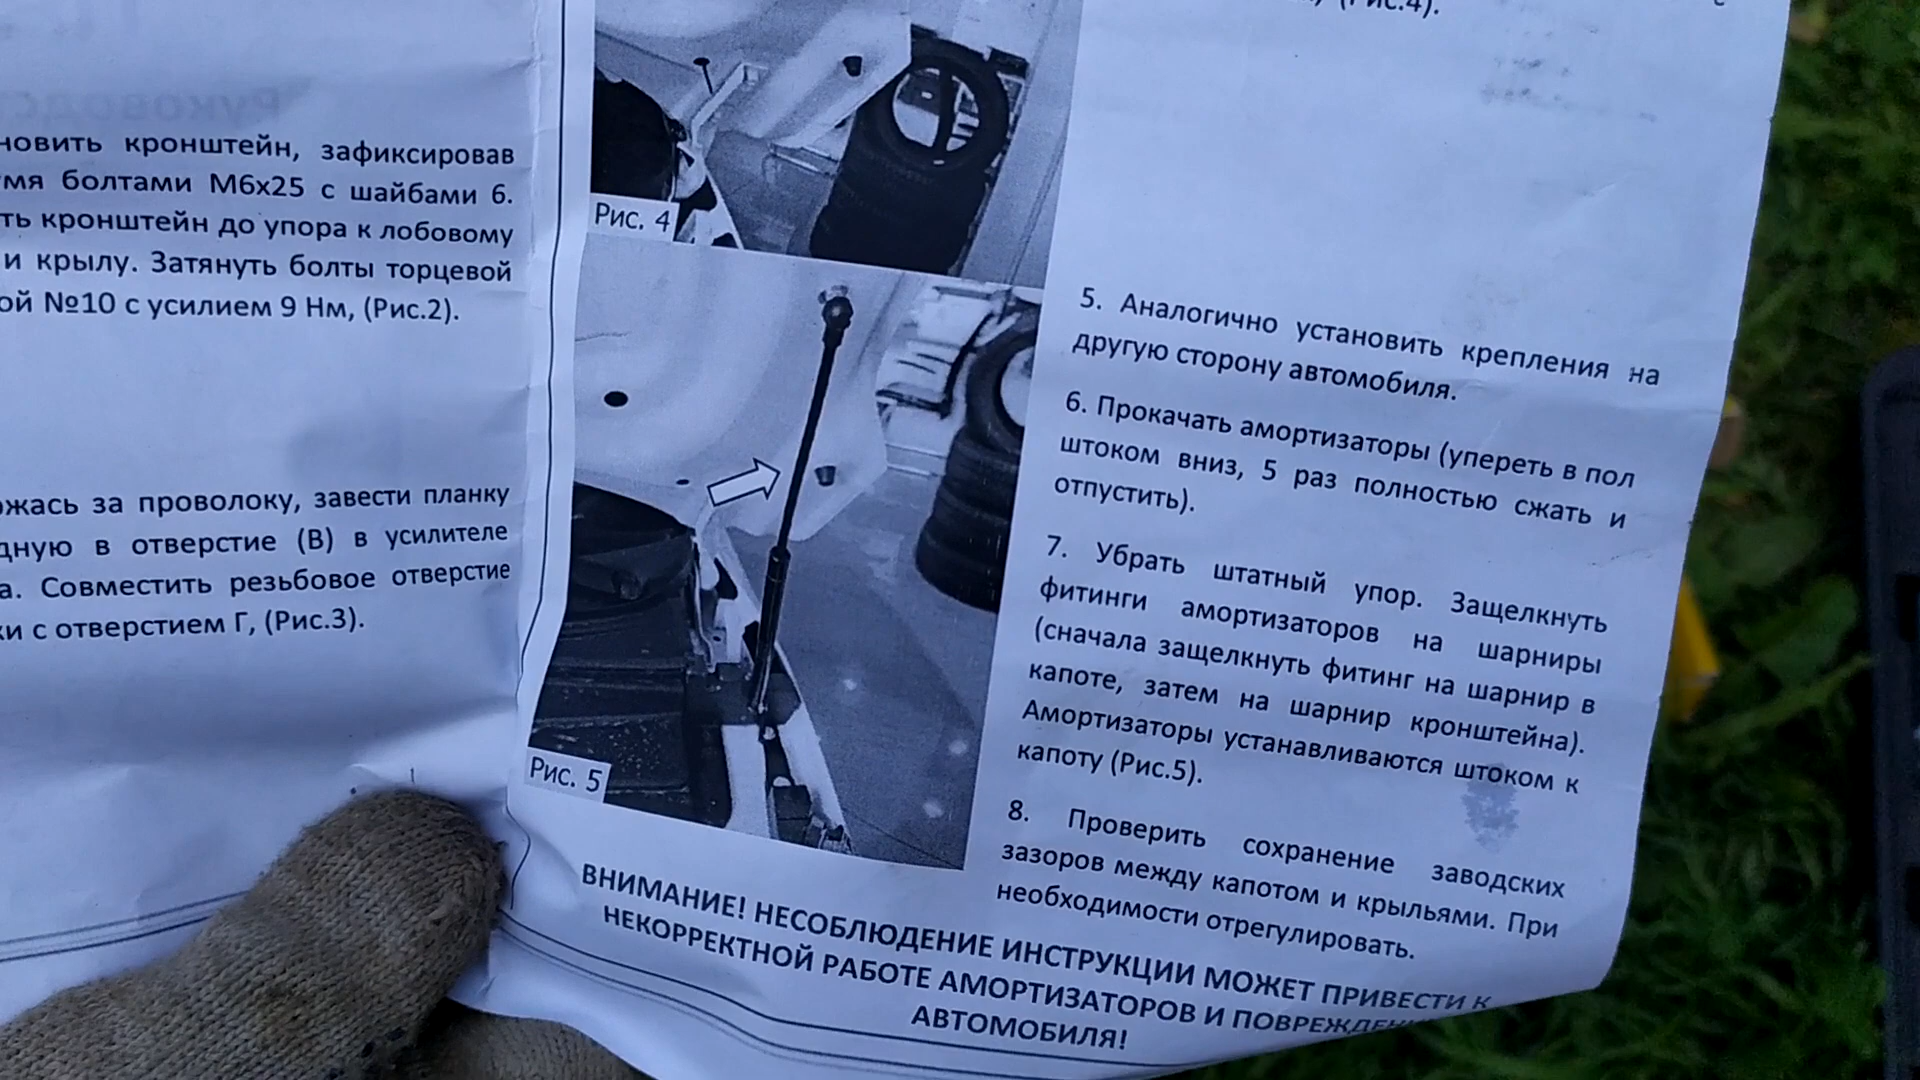 новить кронштейн, зафиксировав
умя болтами М6х25 с шайбами 6.
ть кронштейн до упора к лобовому
и крылу. Затянуть болты торцевой
ой №10 с усилием 9 Нм, (Рис.2).
ржась за проволоку, завести планку
дную в отверстие (В) в усилителе
а. Совместить резьбовое отверстие
ки с отверстием Г, (Рис.3).
(Рис.4).
Рис. 4
Рис. 5
5. Аналогично установить крепления на
другую сторону автомобиля.
6. Прокачать амортизаторы (упереть в пол
штоком вниз, 5 раз полностью сжать и
отпустить).
7. Убрать штатный упор. Защелкнуть
фитинги амортизаторов на шарниры
(сначала защелкнуть фитинг на шарнир в
капоте, затем на шарнир кронштейна).
Амортизаторы устанавливаются штоком к
капоту (Рис.5).
8. Проверить сохранение заводских
зазоров между капотом и крыльями. При
необходимости отрегулировать.
ВНИМАНИЕ! НЕСОБЛЮДЕНИЕ ИНСТРУКЦИИ МОЖЕТ ПРИВЕСТИ К
НЕКОРРЕКТНОЙ РАБОТЕ АМОРТИЗАТОРОВ И ПОВРЕЖДЕН
АВТОМОБИЛЯ!